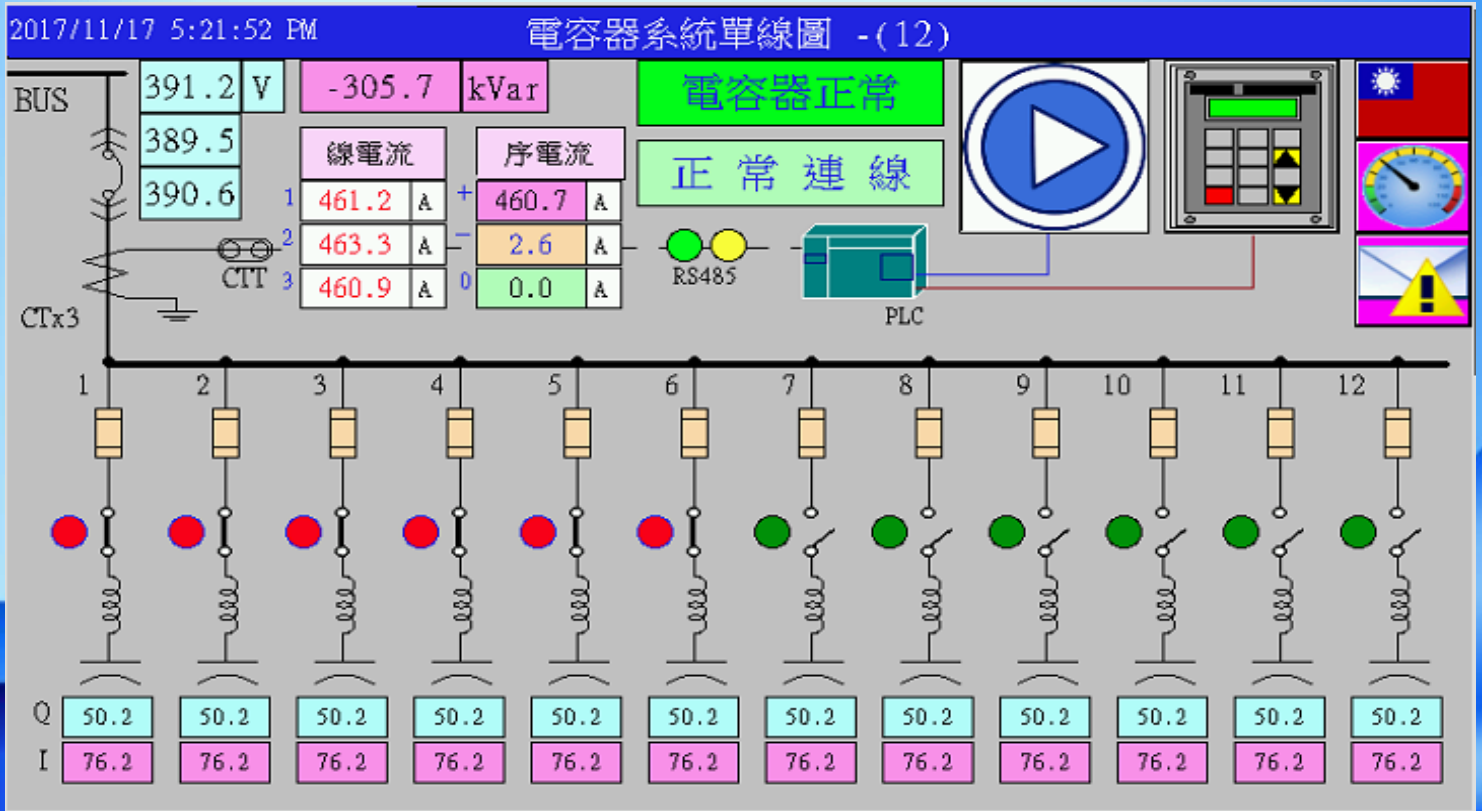 2017/11/17 5:21:52 PM
電容器系統單線圖 -(12)
BUS
391.2 V
389.5
390.6
-305.7 kVar
電容器正常
正常連線
線電流
1 461.2 A
2 463.3 A
3 460.9 A
序電流
+ 460.7 A
- 2.6 A
0 0.0 A
CTT
CTx3
RS485
PLC
1 2 3 4 5 6 7 8 9 10 11 12
Q 50.2 50.2 50.2 50.2 50.2 50.2 50.2 50.2 50.2 50.2 50.2 50.2
I 76.2 76.2 76.2 76.2 76.2 76.2 76.2 76.2 76.2 76.2 76.2 76.2